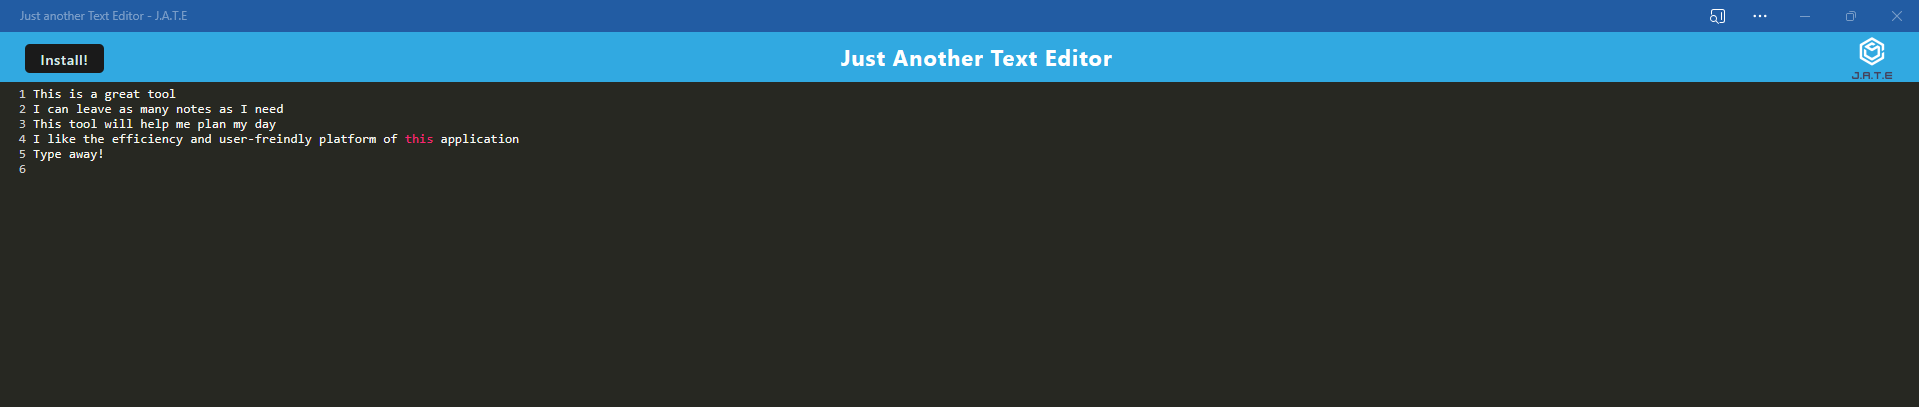 Just another Text Editor - J.A.T.E
Install!
Just Another Text Editor
J.A.T.E
1 This is a great tool
2 I can leave as many notes as I need
3 This tool will help me plan my day
4 I like the efficiency and user-freindly platform of this application
5 Type away!
6